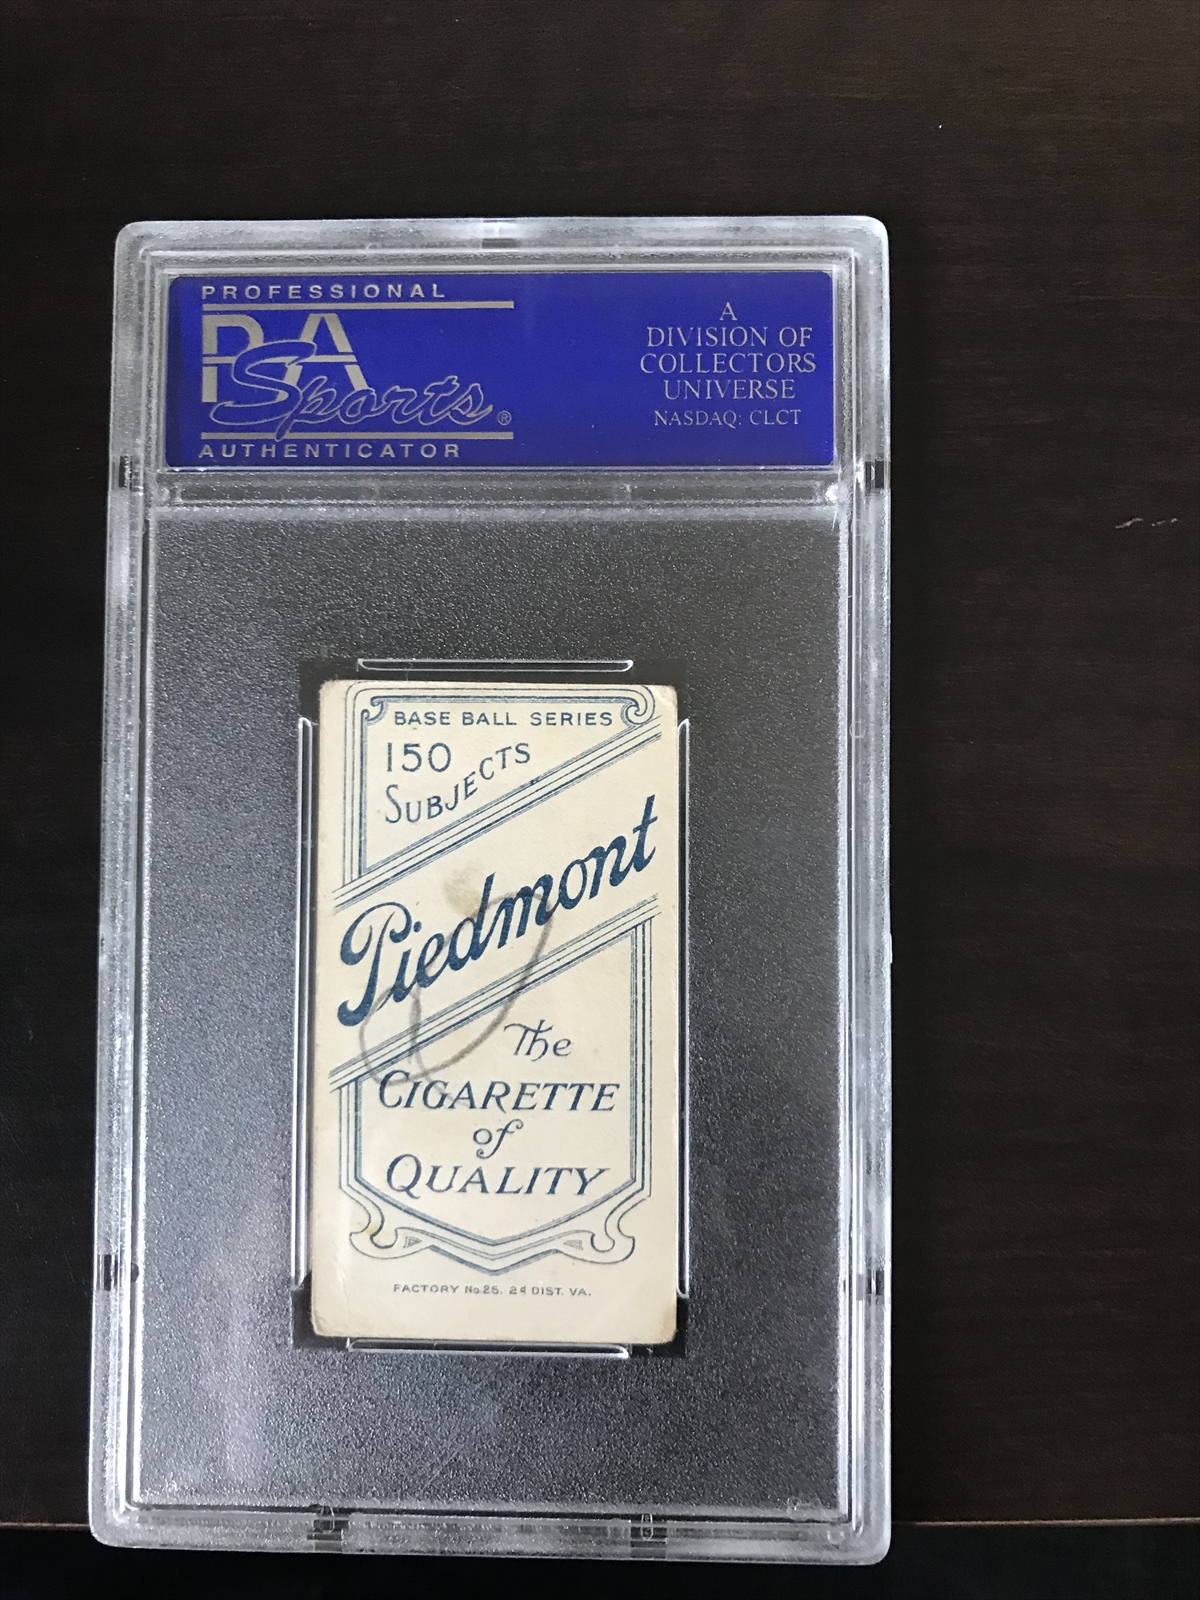 PROFESSIONAL
PSA
Sports®
AUTHENTICATOR
A
DIVISION OF
COLLECTORS
UNIVERSE
NASDAQ: CLCT
BASE BALL SERIES
150
SUBJECTS
Piedmont
The
CIGARETTE
of
QUALITY
FACTORY No 25. 2d DIST. VA.